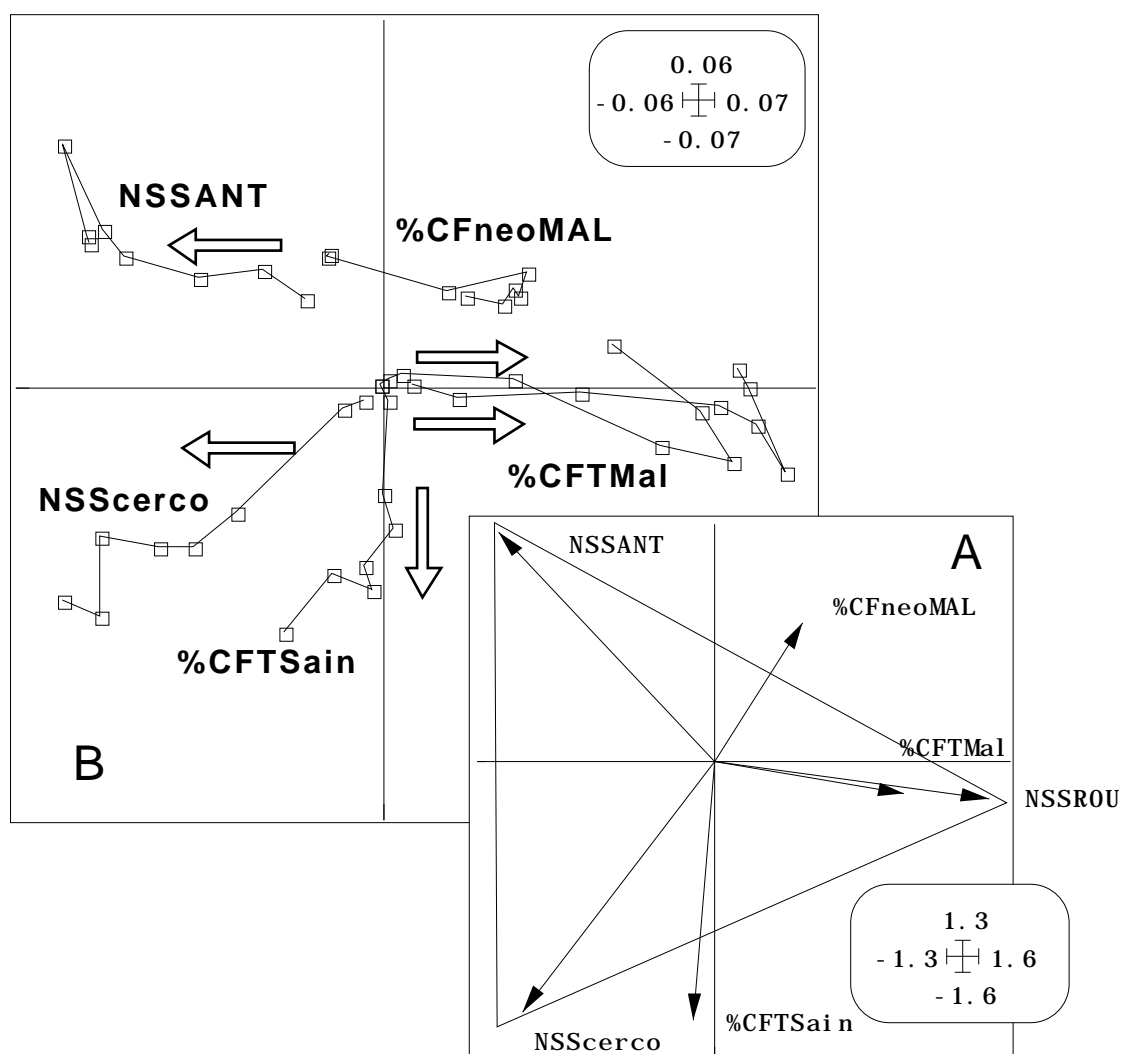 0.06
-0.06 0.07
-0.07
NSSANT
%CFneoMAL
%CFTMal
NSScerco
%CFTSain
B
A
NSSANT
%CFneoMAL
%CFTMal
NSSROU
1.3
-1.3 1.6
-1.6
%CFTSain
NSScerco